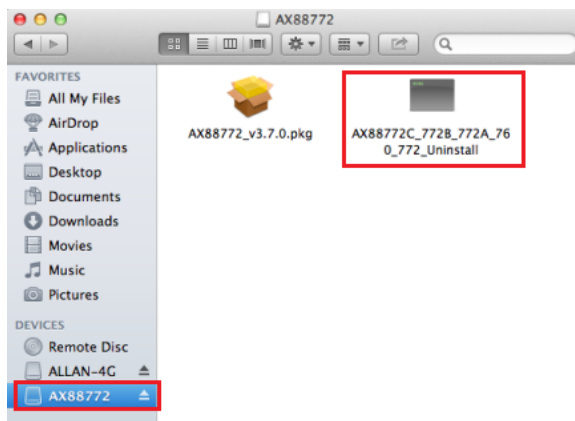 AX88772
FAVORITES
All My Files
AirDrop
Applications
Desktop
Documents
Downloads
Movies
Music
Pictures
DEVICES
Remote Disc
ALLAN-4G
AX88772
AX88772_v3.7.0.pkg
AX88772C_772B_772A_76
0_772_Uninstall